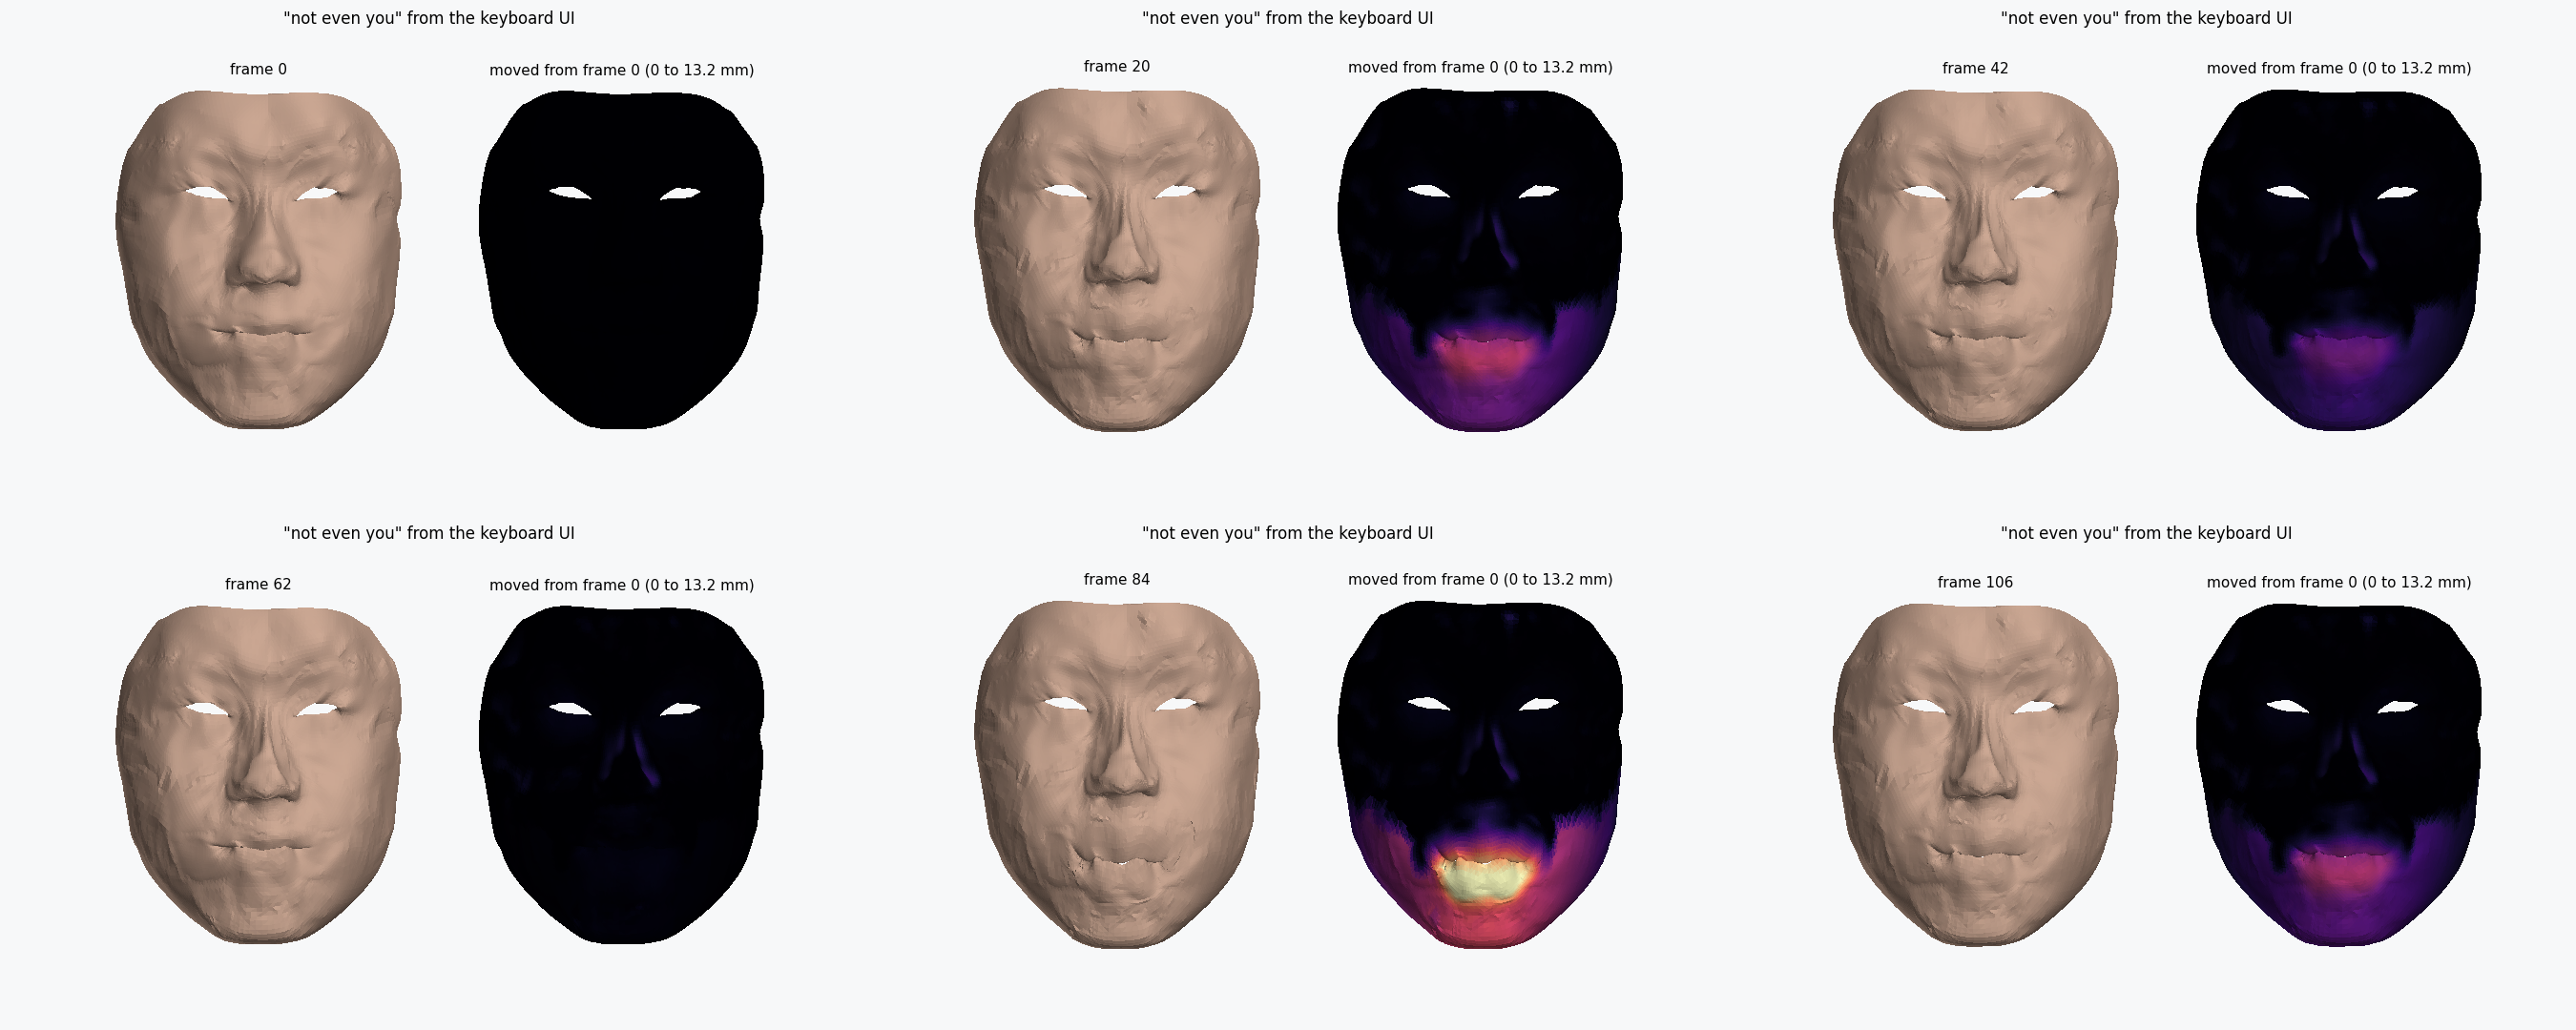 "not even you" from the keyboard UI
frame 0
moved from frame 0 (0 to 13.2 mm)
"not even you" from the keyboard UI
frame 20
moved from frame 0 (0 to 13.2 mm)
"not even you" from the keyboard UI
frame 42
moved from frame 0 (0 to 13.2 mm)
"not even you" from the keyboard UI
frame 62
moved from frame 0 (0 to 13.2 mm)
"not even you" from the keyboard UI
frame 84
moved from frame 0 (0 to 13.2 mm)
"not even you" from the keyboard UI
frame 106
moved from frame 0 (0 to 13.2 mm)